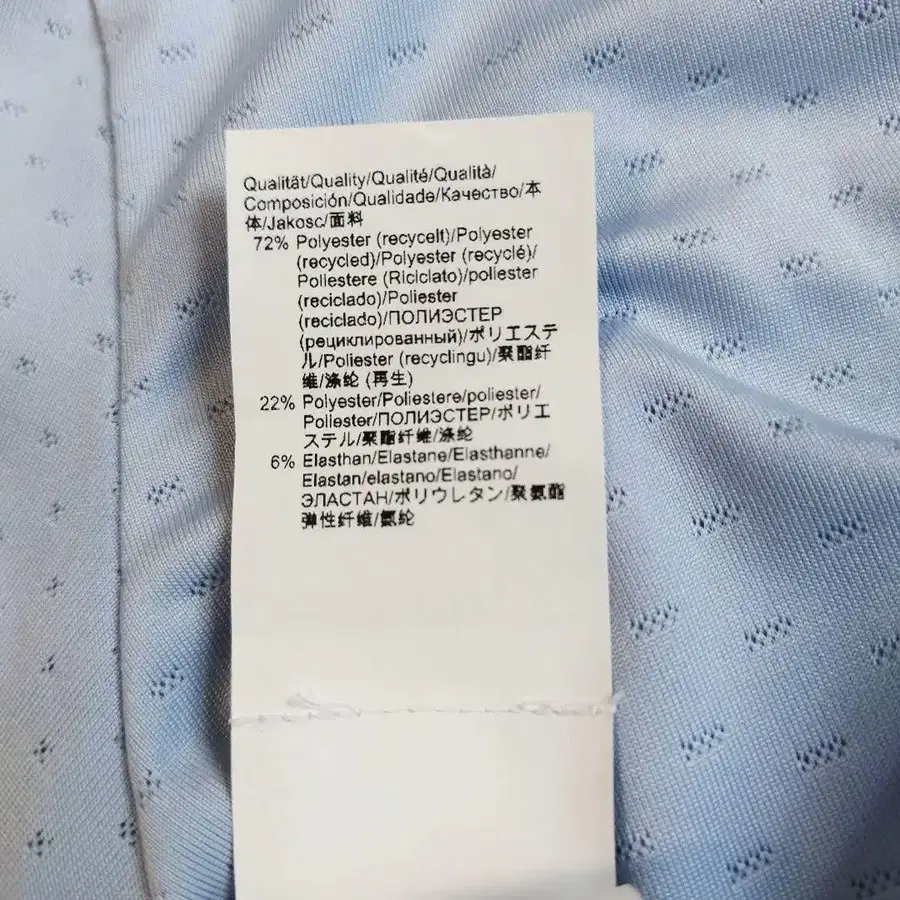 Qualität/Quality/Qualité/Qualità/
Composición/Qualidade/Качество/本
体/Jakosc/面料
72% Polyester (recycelt)/Polyester
(recycled)/Polyester (recyclé)/
Poliestere (Riciclato)/poliester
(reciclado)/Poliester
(reciclado)/ПОЛИЭСТЕР
(рециклированный)/ポリエステ
ル/Poliester (recyclingu)/聚酯纤
维/涤纶 (再生)
22% Polyester/Poliestere/poliester/
Poliester/ПОЛИЭСТЕР/ポリエ
ステル/聚酯纤维/涤纶
6% Elasthan/Elastane/Elasthanne/
Elastan/elastano/Elastano/
ЭЛАСТАН/ポリウレタン/聚氨酯
弹性纤维/氨纶